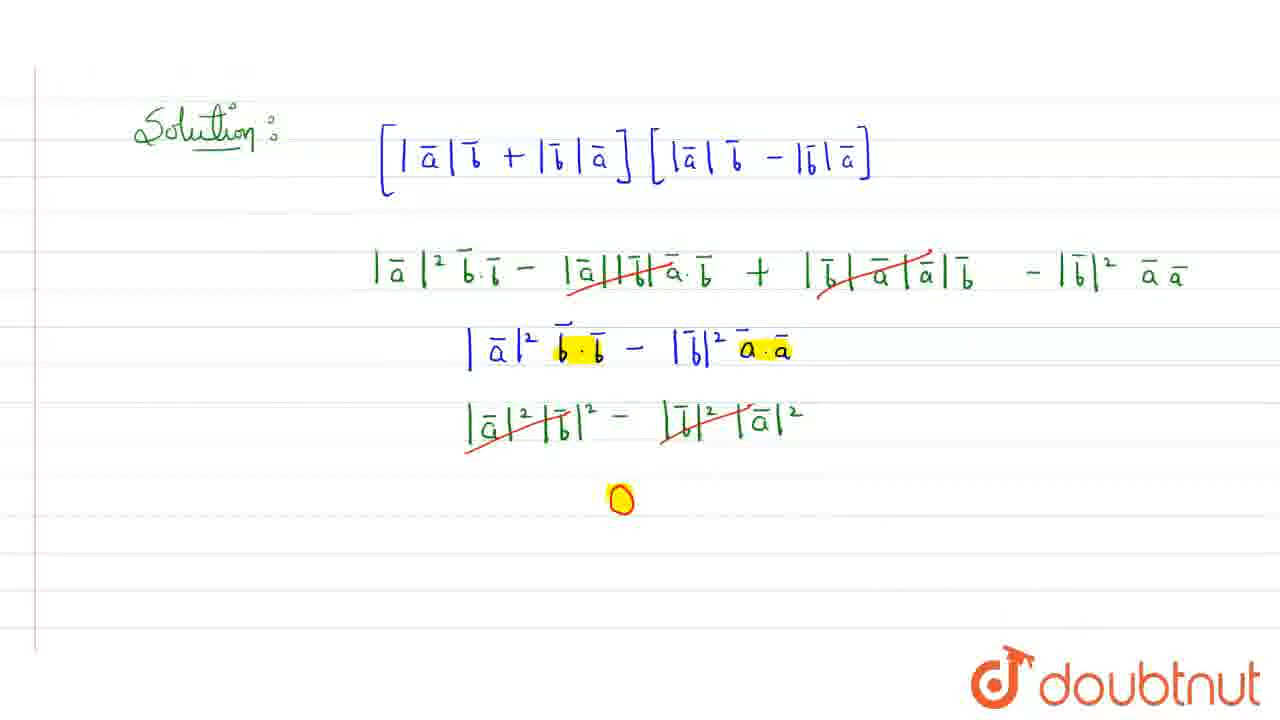 Solution:
[|a̅| b̅ + |b̅| a̅] [|a̅| b̅ - |b̅| a̅]
|a̅|² b̅.b̅ - |a̅||b̅| a̅.b̅ + |b̅| a̅ |a̅| b̅ - |b̅|² a̅ a̅
|a̅|² b̅.b̅ - |b̅|² a̅.a̅
|a̅|² |b̅|² - |b̅|² |a̅|²
0
doubtnut